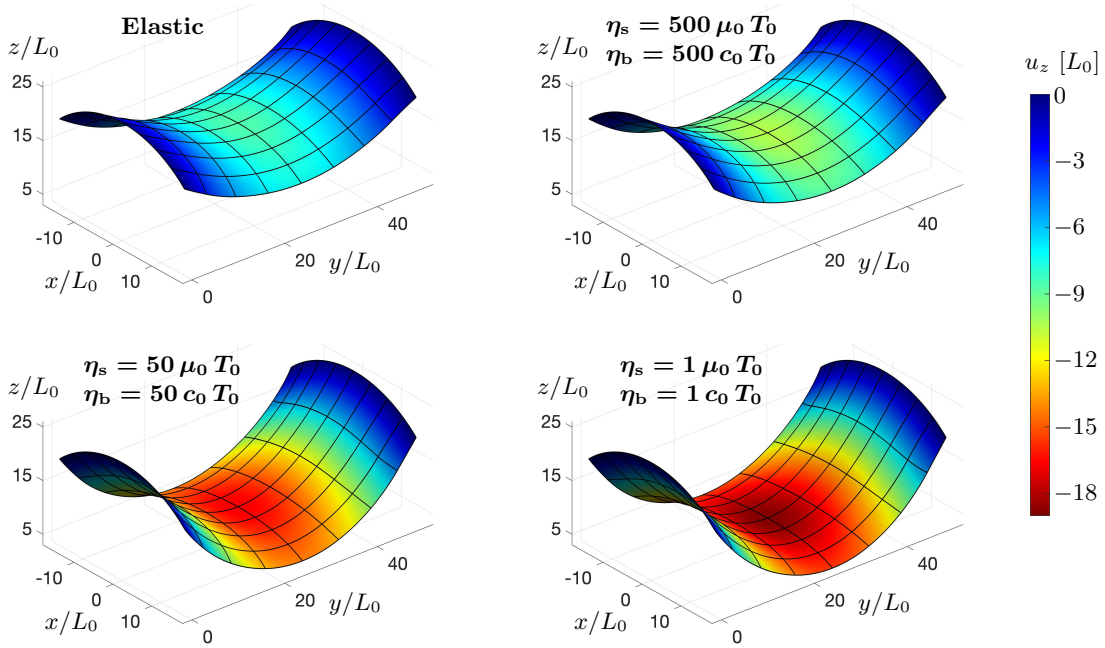 Elastic
z/L₀
25
15
5
-10
0
10
x/L₀
0
20
40
y/L₀
ηₛ = 500 μ₀ T₀
η_b = 500 c₀ T₀
z/L₀
25
15
5
-10
0
10
x/L₀
0
20
40
y/L₀
u_z [L₀]
0
−3
−6
−9
−12
−15
−18
ηₛ = 50 μ₀ T₀
η_b = 50 c₀ T₀
z/L₀
25
15
5
-10
0
10
x/L₀
0
20
40
y/L₀
ηₛ = 1 μ₀ T₀
η_b = 1 c₀ T₀
z/L₀
25
15
5
-10
0
10
x/L₀
0
20
40
y/L₀